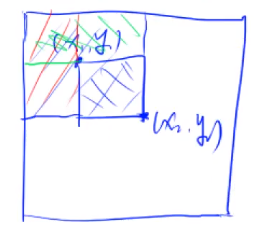 (x₁, y₁)
(x₂, y₂)